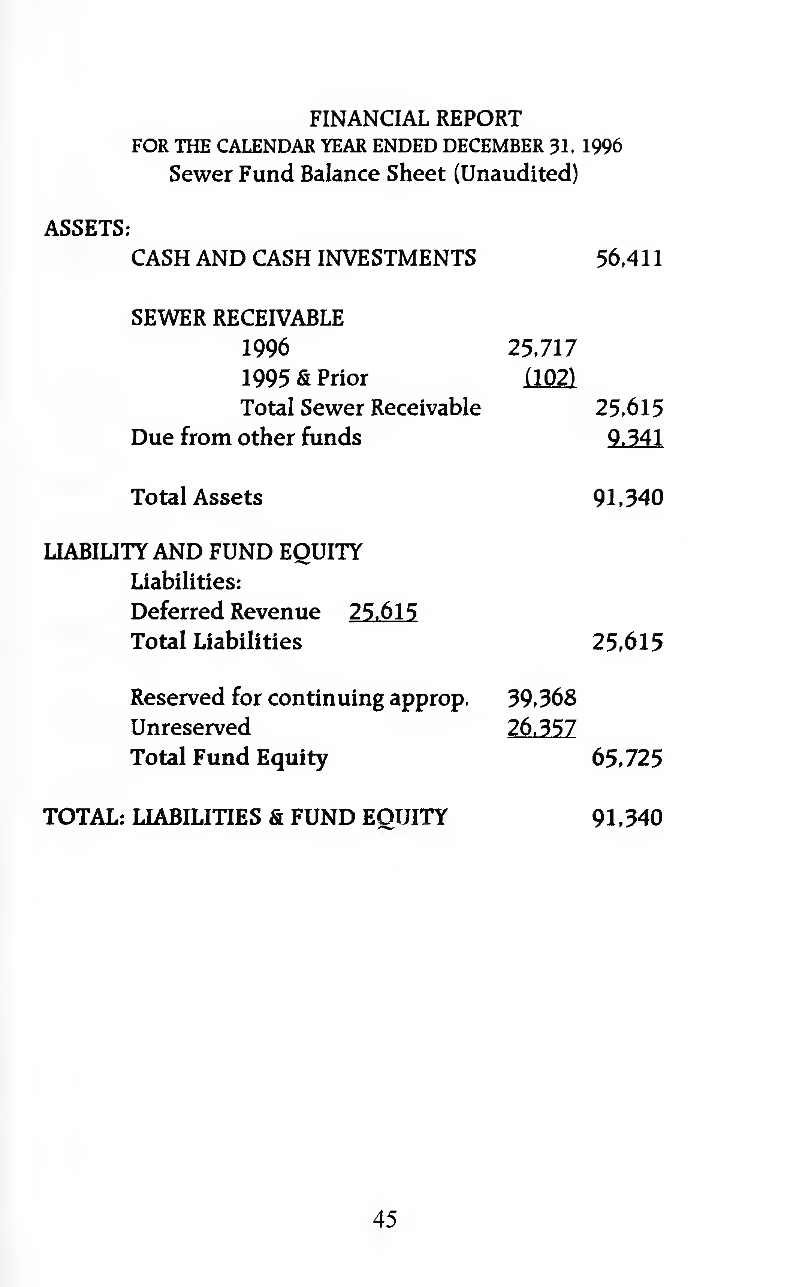 FINANCIAL REPORT
FOR THE CALENDAR YEAR ENDED DECEMBER 31, 1996
Sewer Fund Balance Sheet (Unaudited)
ASSETS:
CASH AND CASH INVESTMENTS 56,411
SEWER RECEIVABLE
1996 25,717
1995 & Prior (102)
Total Sewer Receivable 25,615
Due from other funds 9,341
Total Assets 91,340
LIABILITY AND FUND EQUITY
Liabilities:
Deferred Revenue 25,615
Total Liabilities 25,615
Reserved for continuing approp. 39,368
Unreserved 26,357
Total Fund Equity 65,725
TOTAL: LIABILITIES & FUND EQUITY 91,340
45